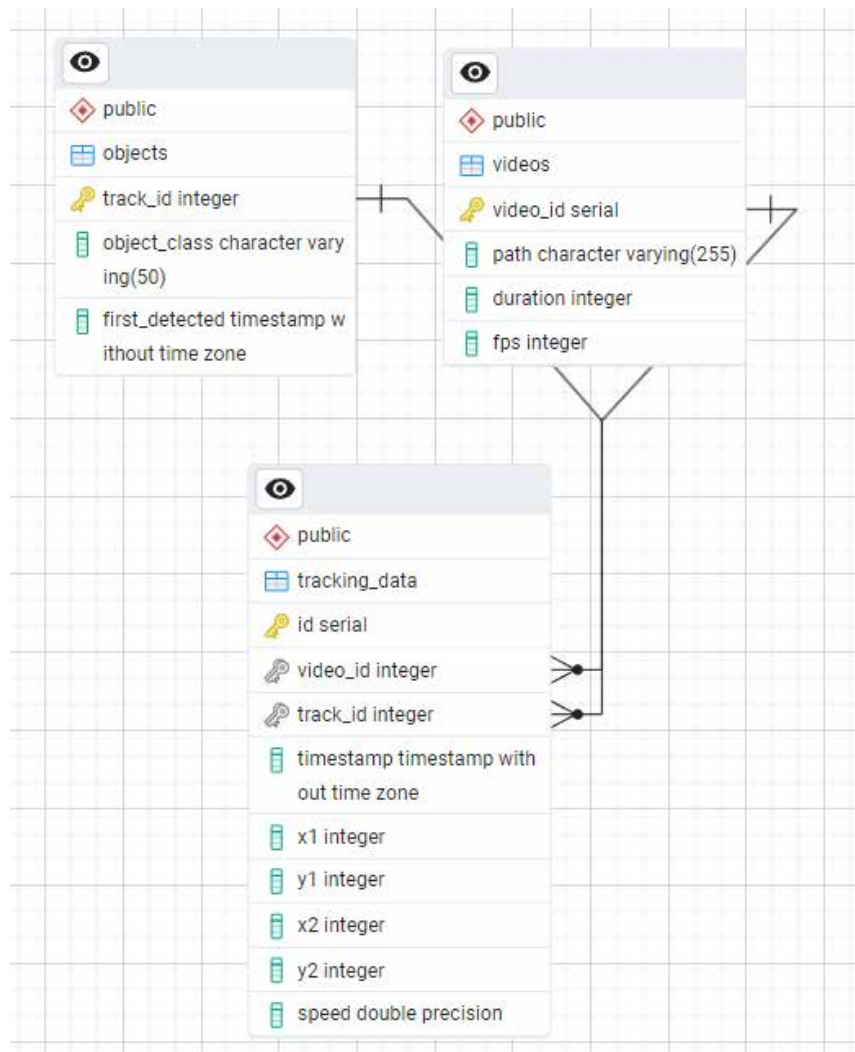 public
objects
track_id integer
object_class character vary
ing(50)
first_detected timestamp w
ithout time zone
public
videos
video_id serial
path character varying(255)
duration integer
fps integer
public
tracking_data
id serial
video_id integer
track_id integer
timestamp timestamp with
out time zone
x1 integer
y1 integer
x2 integer
y2 integer
speed double precision